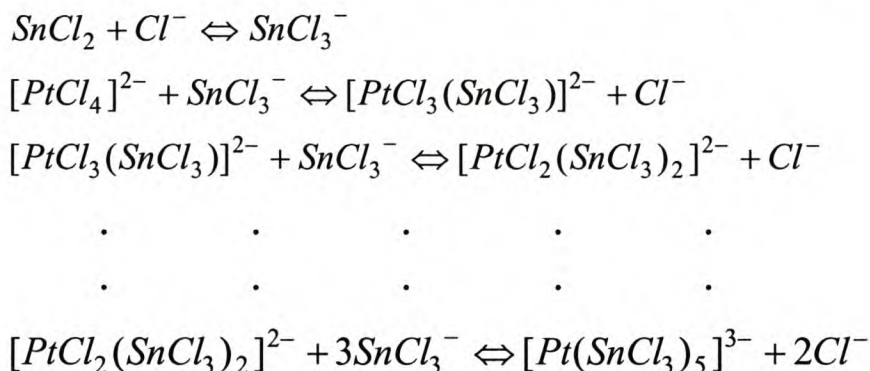 SnCl₂ + Cl⁻ ⇔ SnCl₃⁻
[PtCl₄]²⁻ + SnCl₃⁻ ⇔ [PtCl₃(SnCl₃)]²⁻ + Cl⁻
[PtCl₃(SnCl₃)]²⁻ + SnCl₃⁻ ⇔ [PtCl₂(SnCl₃)₂]²⁻ + Cl⁻
. . . . .
. . . . .
[PtCl₂(SnCl₃)₂]²⁻ + 3SnCl₃⁻ ⇔ [Pt(SnCl₃)₅]³⁻ + 2Cl⁻